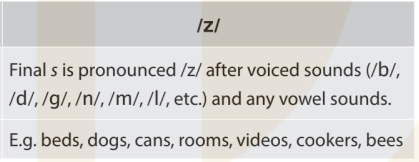 /z/
Final s is pronounced /z/ after voiced sounds (/b/,
/d/, /g/, /n/, /m/, /l/, etc.) and any vowel sounds.
E.g. beds, dogs, cans, rooms, videos, cookers, bees